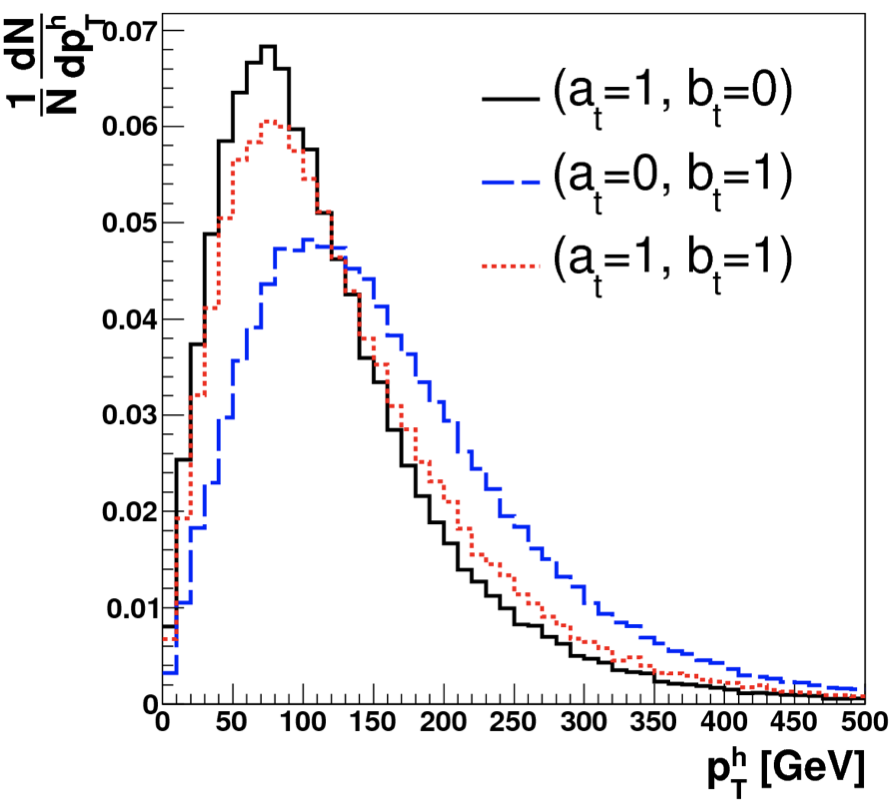 1 dN
N dp_T^h
0.07
0.06
0.05
0.04
0.03
0.02
0.01
0
(a_t=1, b_t=0)
(a_t=0, b_t=1)
(a_t=1, b_t=1)
0 50 100 150 200 250 300 350 400 450 500
p_T^h [GeV]